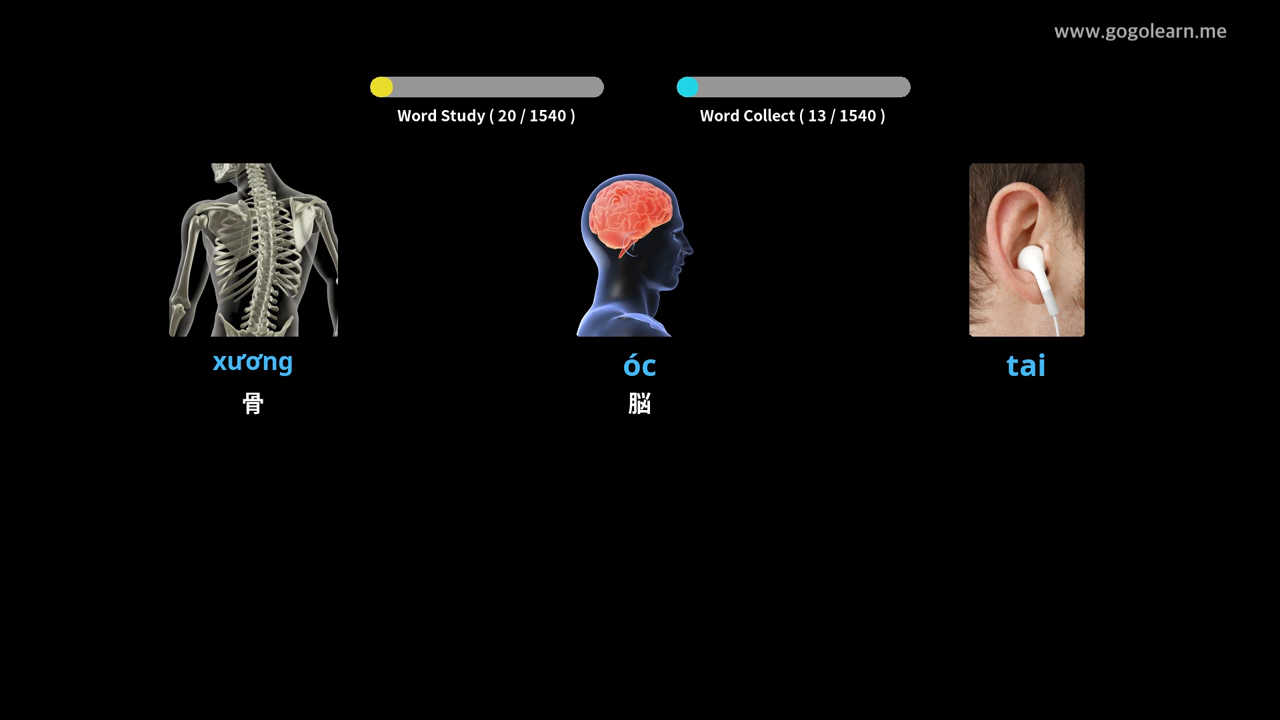 www.gogolearn.me
Word Study ( 20 / 1540 )
Word Collect ( 13 / 1540 )
xương
óc
tai
骨
脳